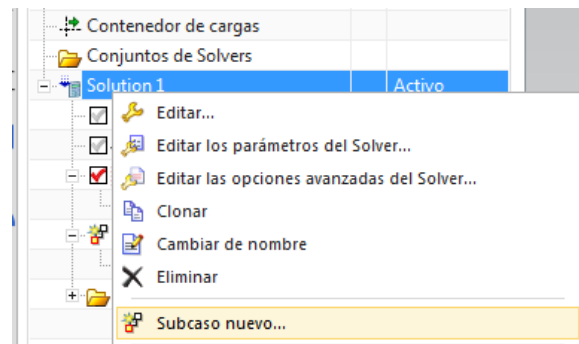 Contenedor de cargas
Conjuntos de Solvers
Solution 1 Activo
Editar...
Editar los parámetros del Solver...
Editar las opciones avanzadas del Solver...
Clonar
Cambiar de nombre
Eliminar
Subcaso nuevo...